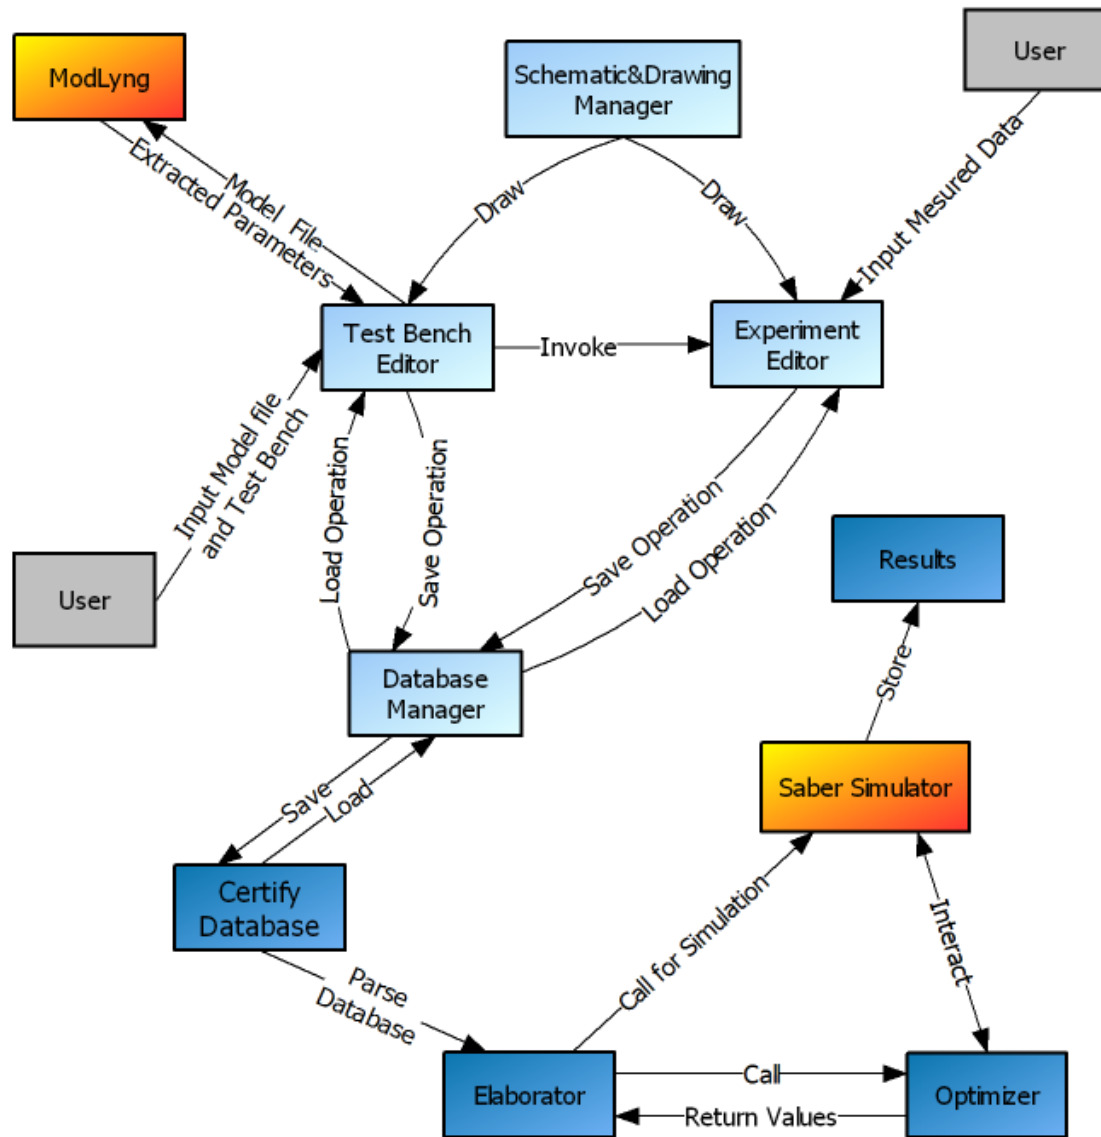 ModLyng
Schematic&Drawing
Manager
User
Extracted Parameters
Model File
Draw
Draw
Input Mesured Data
Test Bench
Editor
Invoke
Experiment
Editor
Input Model file
and Test Bench
Load Operation
Save Operation
Save Operation
Load Operation
User
Results
Database
Manager
Store
Save
Load
Saber Simulator
Certify
Database
Parse
Database
Call for Simulation
Interact
Elaborator
Call
Return Values
Optimizer